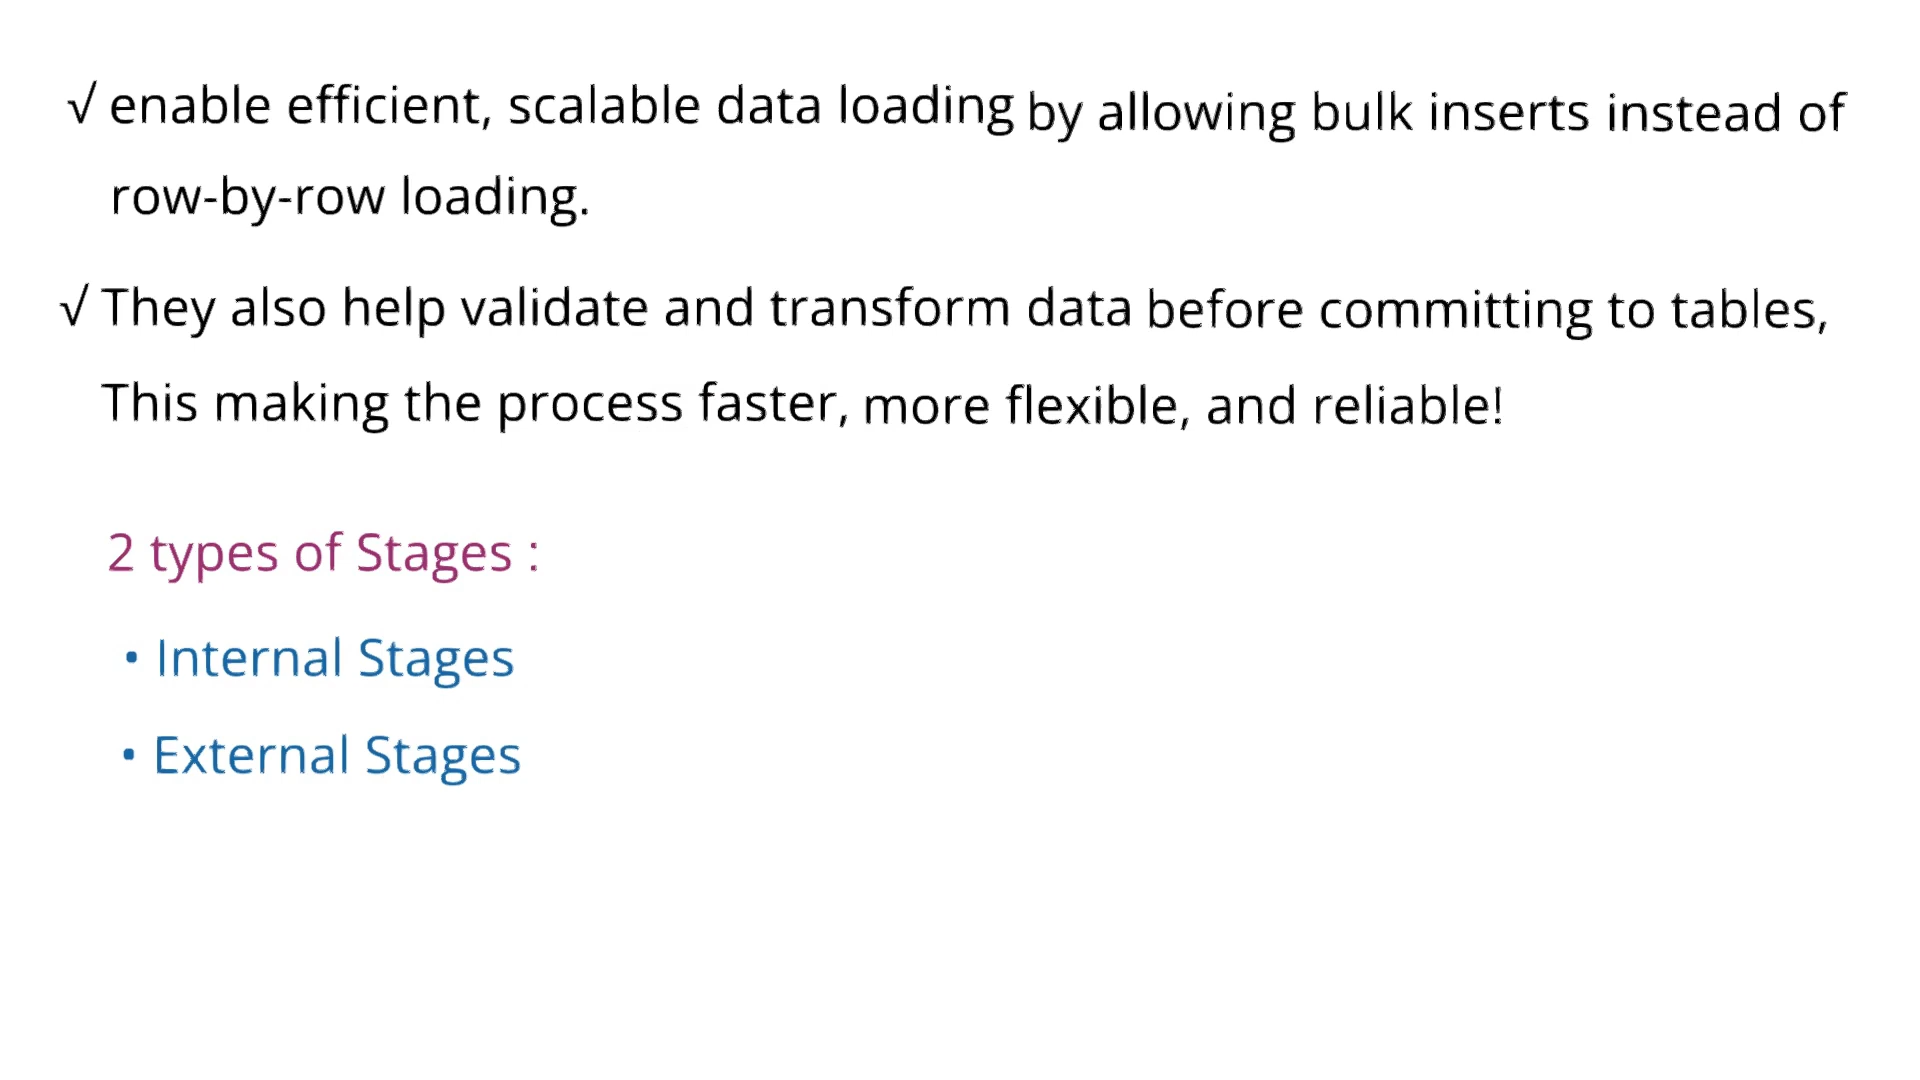 √ enable efficient, scalable data loading by allowing bulk inserts instead of
row-by-row loading.
√ They also help validate and transform data before committing to tables,
This making the process faster, more flexible, and reliable!
2 types of Stages :
• Internal Stages
• External Stages